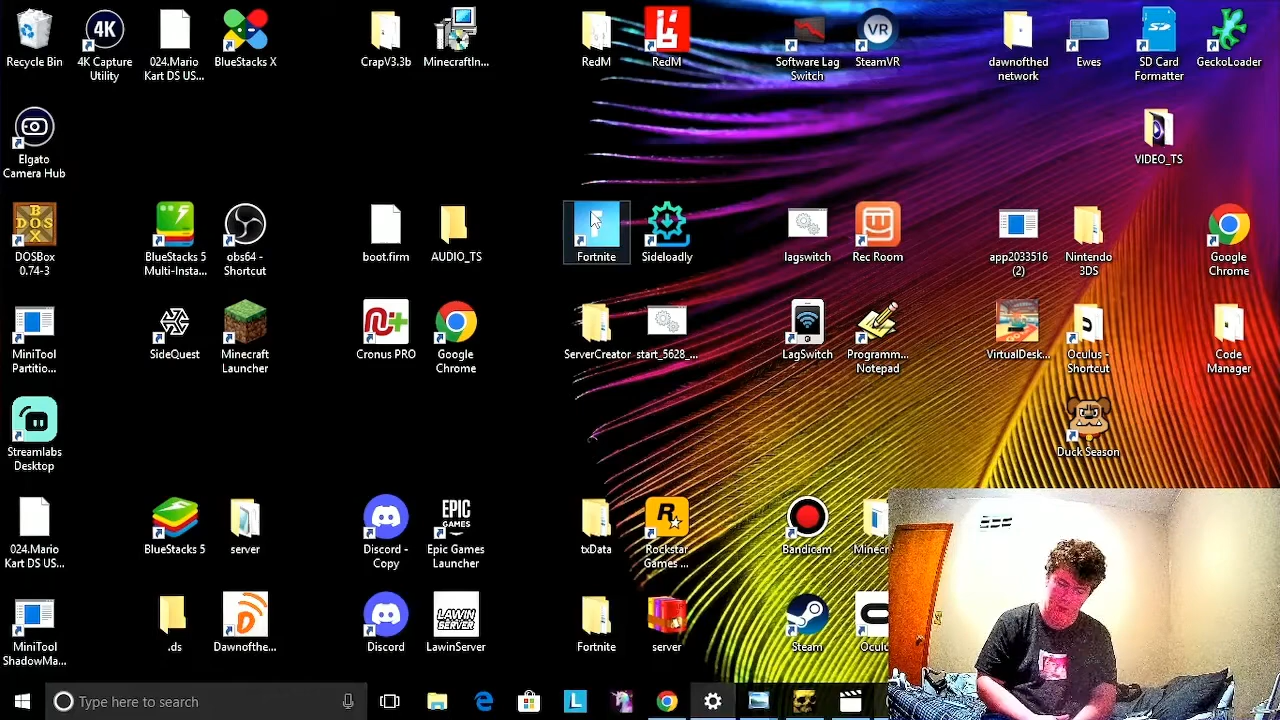 4K
VR
SD
Recycle Bin
4K Capture
Utility
024.Mario
Kart DS US...
BlueStacks X
CrapV3.3b
MinecraftIn...
RedM
RedM
Software Lag
Switch
SteamVR
dawnofthed
network
Ewes
SD Card
Formatter
GeckoLoader
Elgato
Camera Hub
VIDEO_TS
B
DOS
X
DOSBox
0.74-3
BlueStacks 5
Multi-Insta...
obs64 -
Shortcut
boot.firm
AUDIO_TS
Fortnite
Sideloadly
lagswitch
Rec Room
app2033516
(2)
Nintendo
3DS
Google
Chrome
MiniTool
Partitio...
SideQuest
Minecraft
Launcher
Cronus PRO
Google
Chrome
ServerCreator
start_5628_...
LagSwitch
Programm...
Notepad
VirtualDesk...
Oculus -
Shortcut
Code
Manager
Streamlabs
Desktop
Duck Season
EPIC
GAMES
R
024.Mario
Kart DS US...
BlueStacks 5
server
Discord -
Copy
Epic Games
Launcher
txData
Rockstar
Games ...
Bandicam
Minecr
LAWIN
SERVER
MiniTool
ShadowMa...
.ds
Dawnofthe...
Discord
LawinServer
Fortnite
server
Steam
Ocul
Type here to search
L